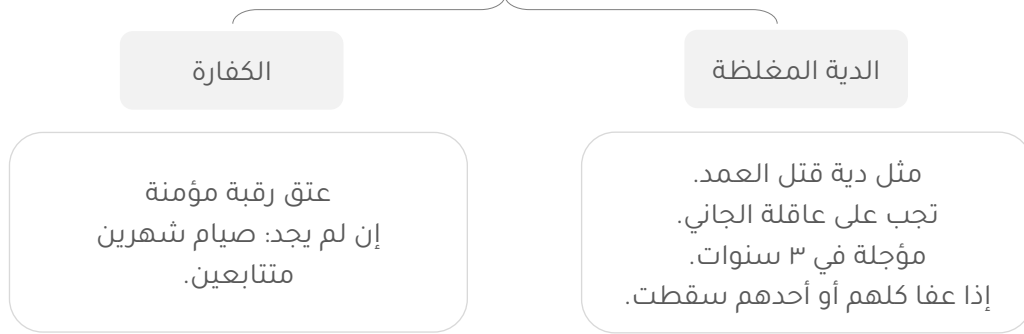 الدية المغلظة
مثل دية قتل العمد.
تجب على عاقلة الجاني.
مؤجلة في ٣ سنوات.
إذا عفا كلهم أو أحدهم سقطت.
الكفارة
عتق رقبة مؤمنة
إن لم يجد: صيام شهرين
متتابعين.